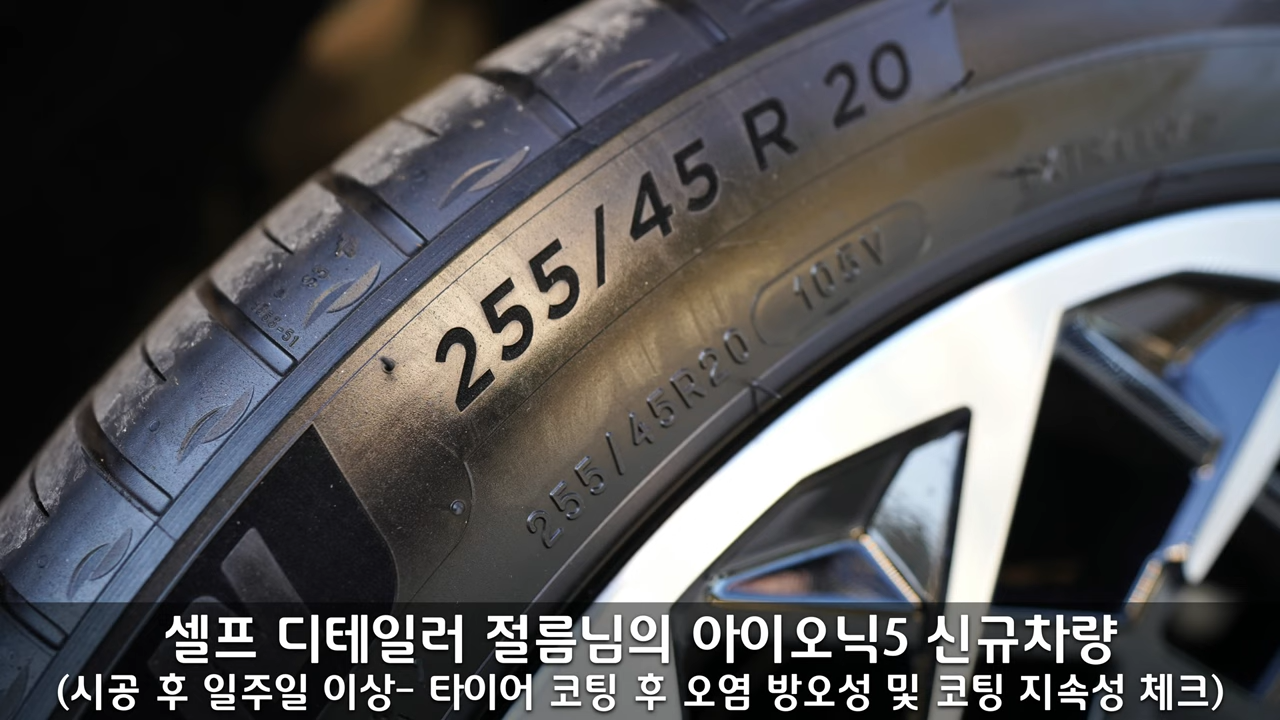 255/45 R 20
255/45R20
셀프 디테일러 절름님의 아이오닉5 신규차량
(시공 후 일주일 이상- 타이어 코팅 후 오염 방오성 및 코팅 지속성 체크)